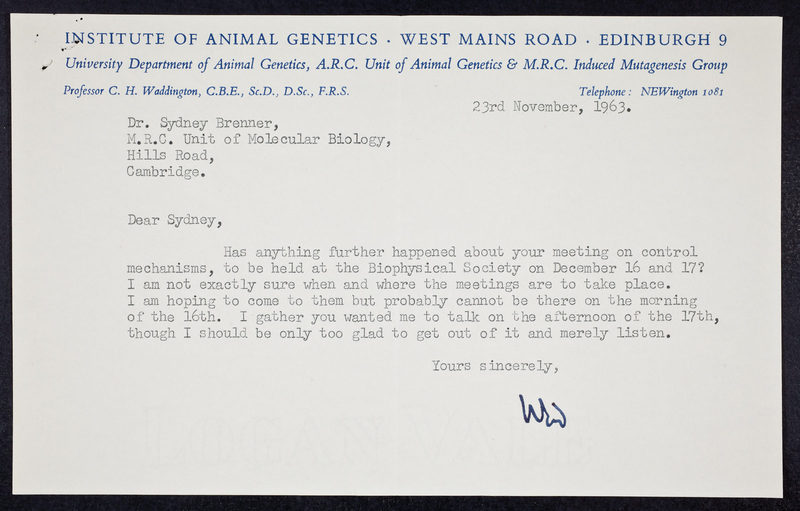 INSTITUTE OF ANIMAL GENETICS · WEST MAINS ROAD · EDINBURGH 9
University Department of Animal Genetics, A.R.C. Unit of Animal Genetics & M.R.C. Induced Mutagenesis Group
Professor C. H. Waddington, C.B.E., Sc.D., D.Sc., F.R.S. Telephone: NEWington 1081
23rd November, 1963.
Dr. Sydney Brenner,
M.R.C. Unit of Molecular Biology,
Hills Road,
Cambridge.
Dear Sydney,
Has anything further happened about your meeting on control
mechanisms, to be held at the Biophysical Society on December 16 and 17?
I am not exactly sure when and where the meetings are to take place.
I am hoping to come to them but probably cannot be there on the morning
of the 16th. I gather you wanted me to talk on the afternoon of the 17th,
though I should be only too glad to get out of it and merely listen.
Yours sincerely,